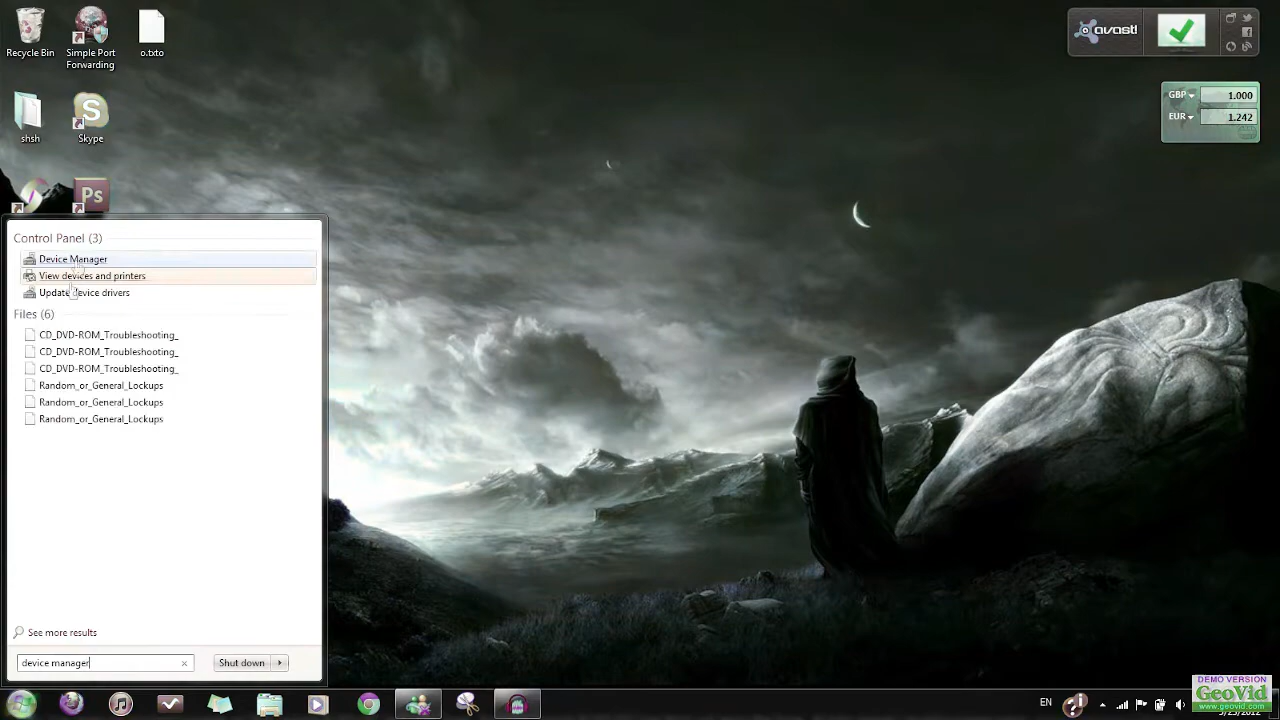 Recycle Bin
Simple Port
Forwarding
o.txto
shsh
Skype
Ps
avast!
GBP
1.000
EUR
1.242
Control Panel (3)
Device Manager
View devices and printers
Update device drivers
Files (6)
CD_DVD-ROM_Troubleshooting_
CD_DVD-ROM_Troubleshooting_
CD_DVD-ROM_Troubleshooting_
Random_or_General_Lockups
Random_or_General_Lockups
Random_or_General_Lockups
See more results
device manager
Shut down
EN
DEMO VERSION
GeoVid
www.geovid.com